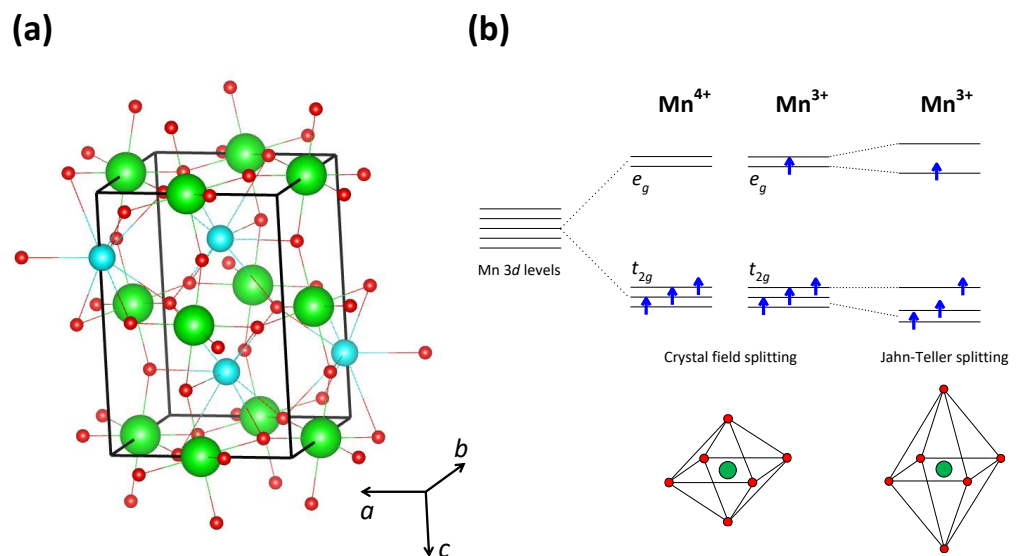 (a)
(b)
Mn4+
Mn3+
Mn3+
eg
eg
Mn 3d levels
t2g
t2g
Crystal field splitting
Jahn-Teller splitting
b
a
c